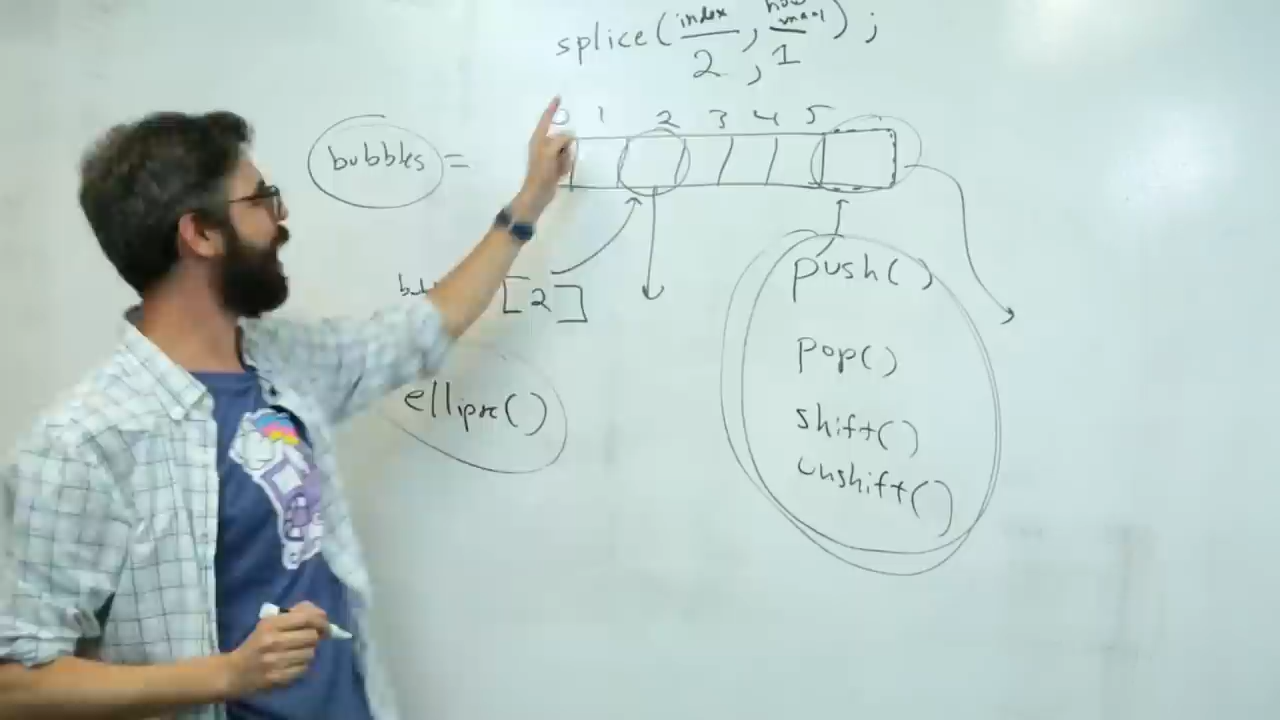 splice(index, how many);
2, 1
0 1 2 3 4 5
bubbles =
push()
[2]
pop()
ellipse()
shift()
unshift()